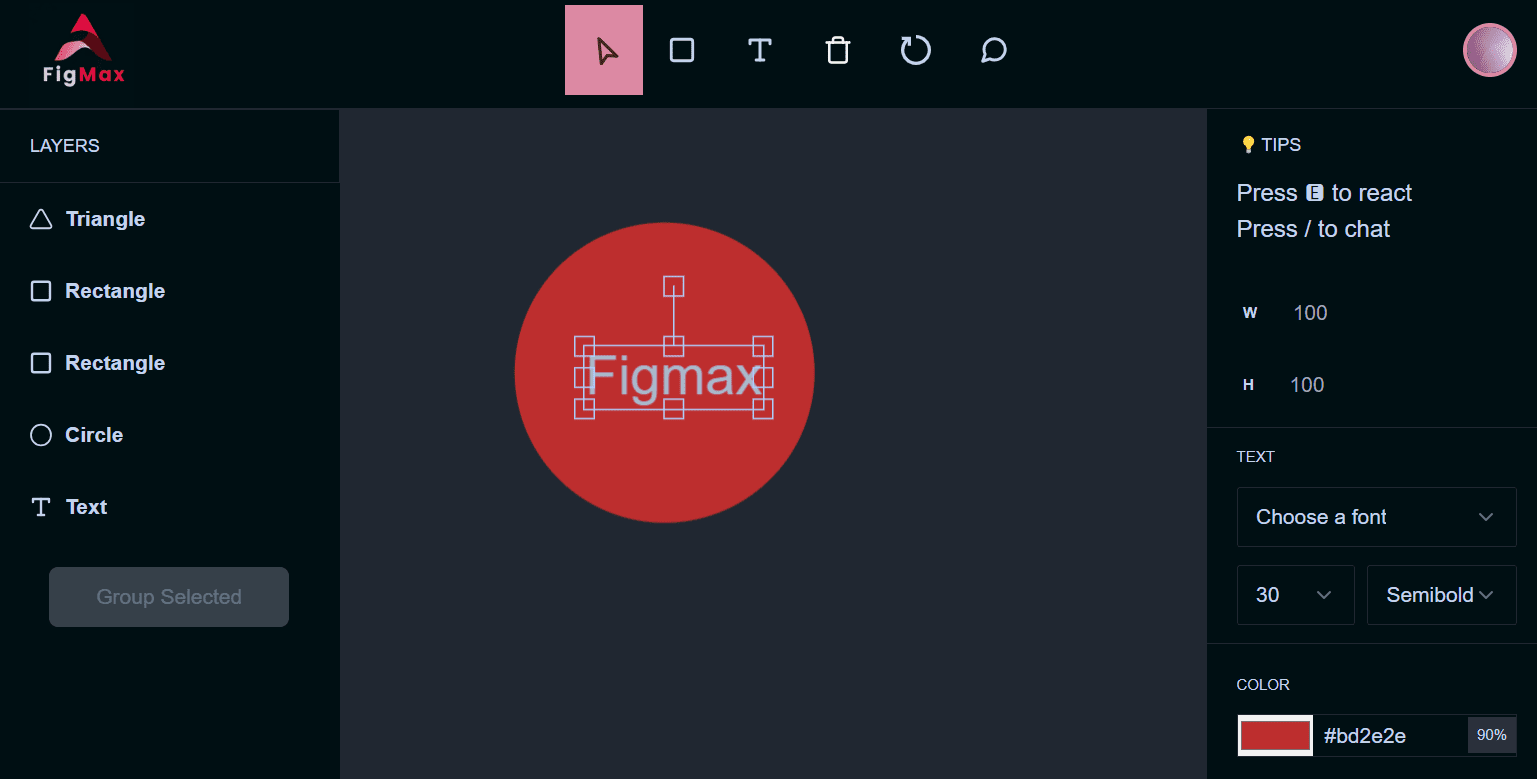 FigMax
LAYERS
Triangle
Rectangle
Rectangle
Circle
Text
Group Selected
Figmax
💡 TIPS
Press E to react
Press / to chat
W 100
H 100
TEXT
Choose a font
30 Semibold
COLOR
#bd2e2e 90%